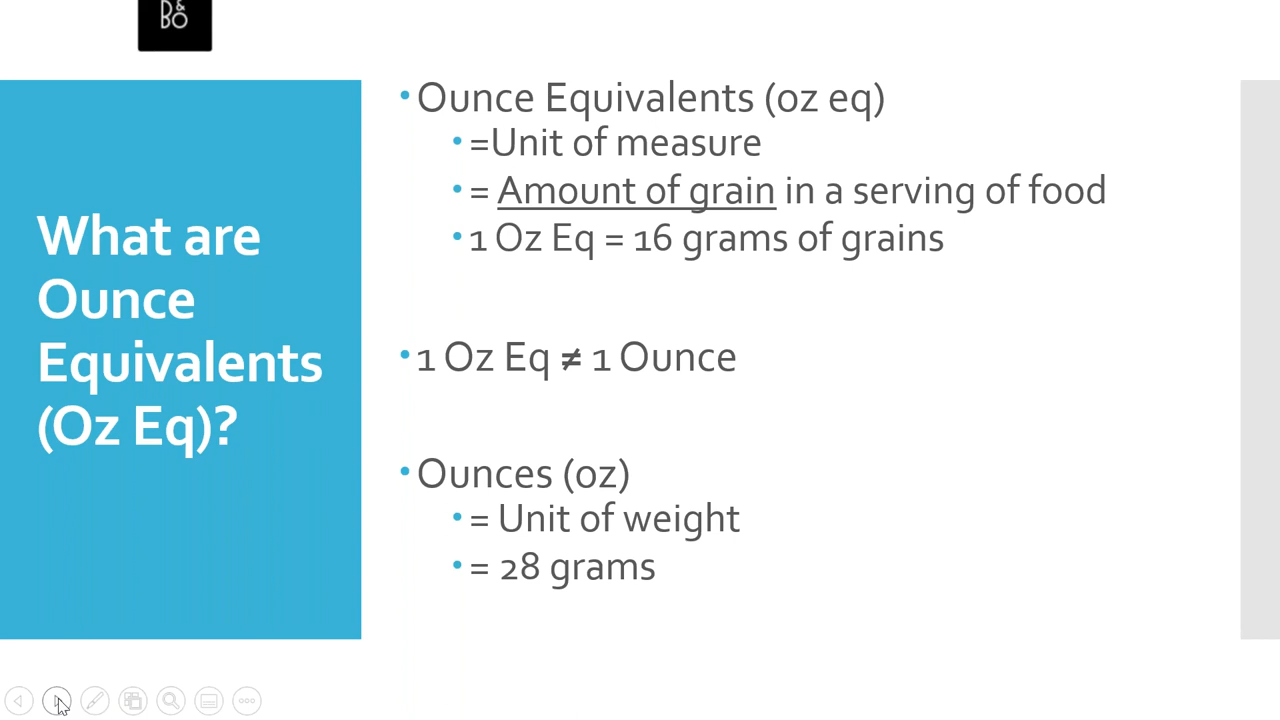 B&
BO
What are
Ounce
Equivalents
(Oz Eq)?
• Ounce Equivalents (oz eq)
• =Unit of measure
• = Amount of grain in a serving of food
• 1 Oz Eq = 16 grams of grains
• 1 Oz Eq ≠ 1 Ounce
• Ounces (oz)
• = Unit of weight
• = 28 grams